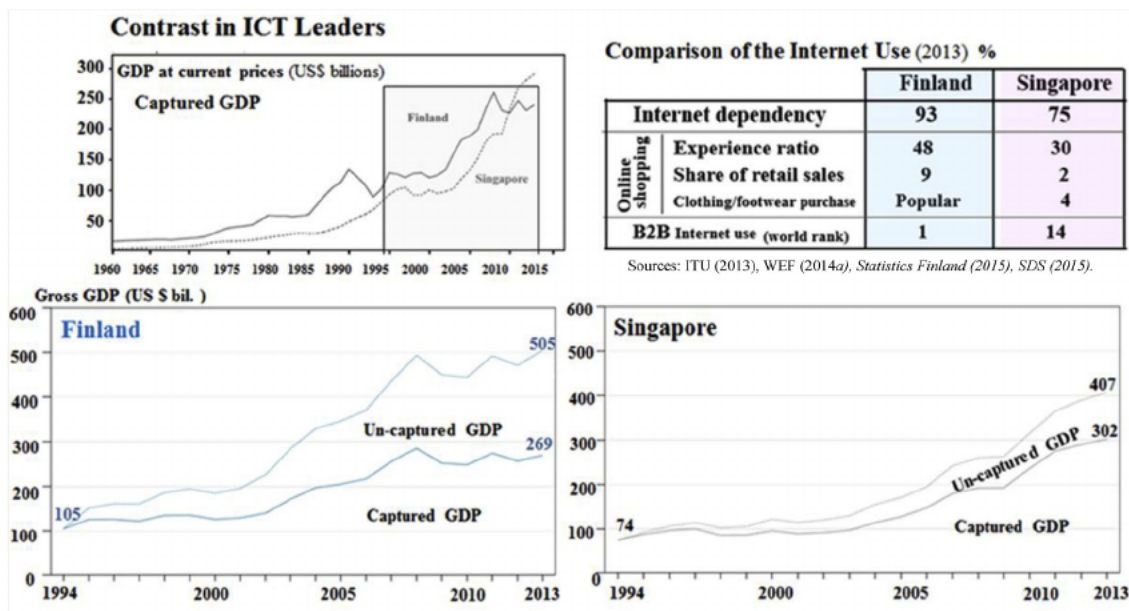 Contrast in ICT Leaders
GDP at current prices (US$ billions)
Captured GDP
300
250
200
150
100
50
Finland
Singapore
1960 1965 1970 1975 1980 1985 1990 1995 2000 2005 2010 2015
Comparison of the Internet Use (2013) %
Finland Singapore
Internet dependency 93 75
Online shopping
Experience ratio 48 30
Share of retail sales 9 2
Clothing/footwear purchase Popular 4
B2B Internet use (world rank) 1 14
Sources: ITU (2013), WEF (2014a), Statistics Finland (2015), SDS (2015).
Gross GDP (US $ bil. )
Finland
600
500
400
300
200
100
0
505
Un-captured GDP
269
105
Captured GDP
1994 2000 2010 2013
Singapore
600
500
400
300
200
100
0
407
Un-captured GDP
302
74
Captured GDP
1994 2000 2010 2013